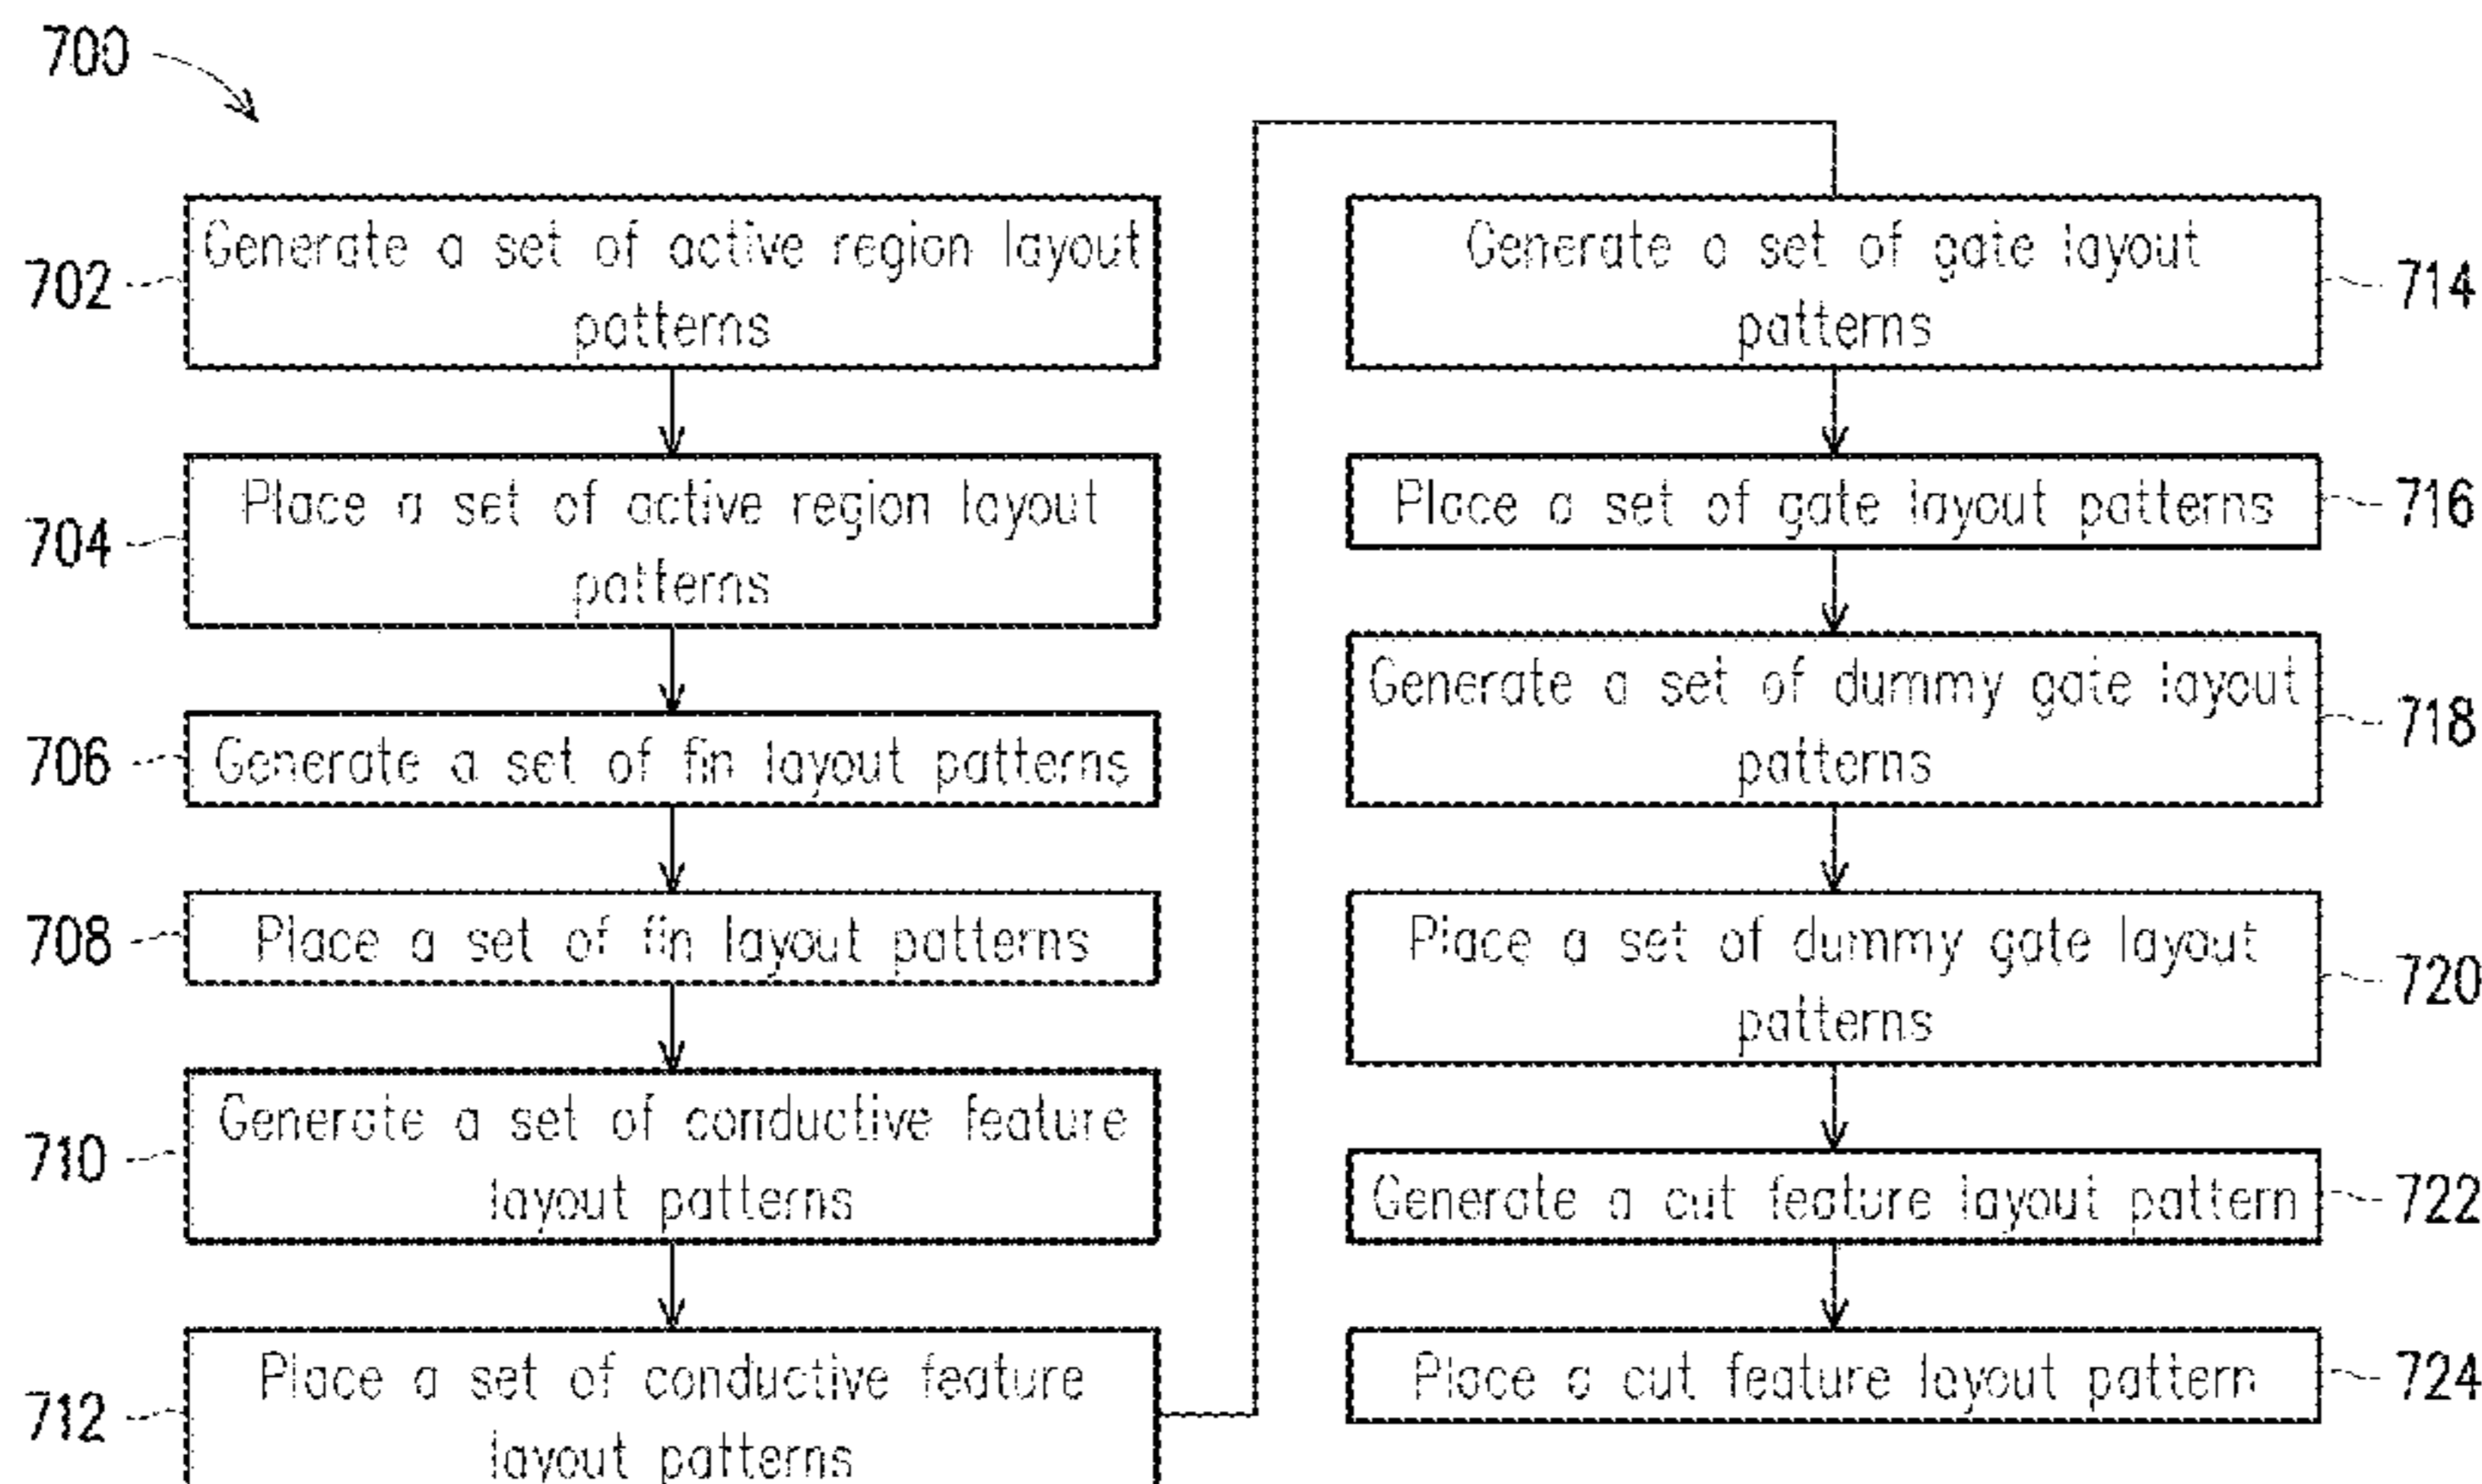 700
702
Generate a set of active region layout
patterns
704
Place a set of active region layout
patterns
706
Generate a set of fin layout patterns
708
Place a set of fin layout patterns
710
Generate a set of conductive feature
layout patterns
712
Place a set of conductive feature
layout patterns
Generate a set of gate layout
patterns
714
Place a set of gate layout patterns
716
Generate a set of dummy gate layout
patterns
718
Place a set of dummy gate layout
patterns
720
Generate a cut feature layout pattern
722
Place a cut feature layout pattern
724